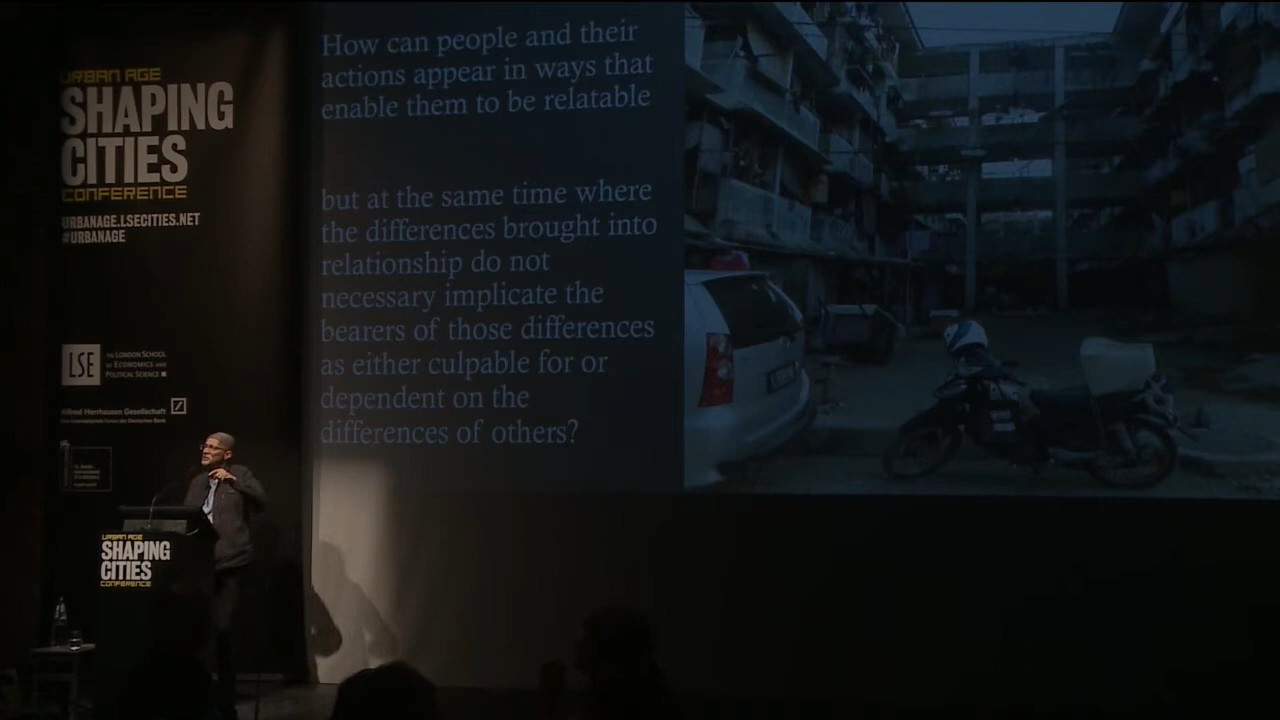 URBAN AGE
SHAPING
CITIES
CONFERENCE
URBANAGE.LSECITIES.NET
#URBANAGE
LSE
THE LONDON SCHOOL
OF ECONOMICS AND
POLITICAL SCIENCE
Alfred Herrhausen Gesellschaft
How can people and their
actions appear in ways that
enable them to be relatable
but at the same time where
the differences brought into
relationship do not
necessary implicate the
bearers of those differences
as either culpable for or
dependent on the
differences of others?
URBAN AGE
SHAPING
CITIES
CONFERENCE